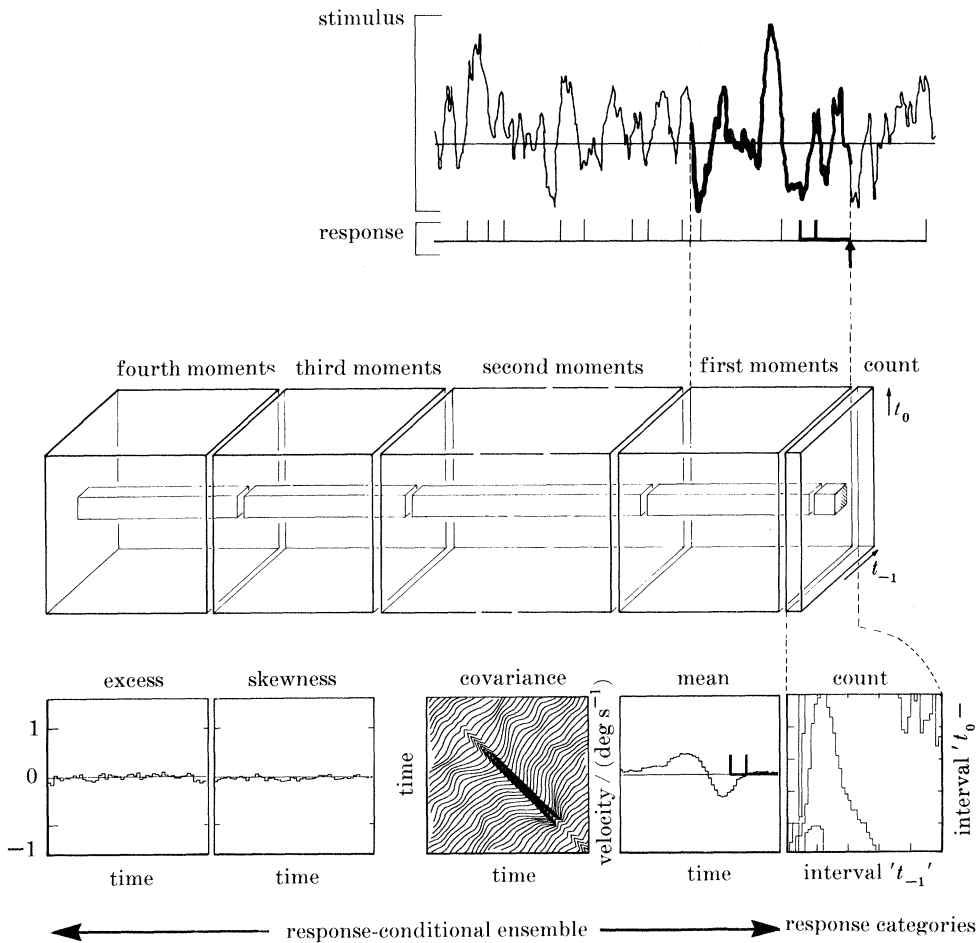 stimulus
response
fourth moments third moments second moments first moments count
t₀
t₋₁
excess skewness covariance mean count
1
0
−1
time
velocity / (deg s⁻¹)
interval 't₀ —
time time time time interval 't₋₁'
response-conditional ensemble response categories